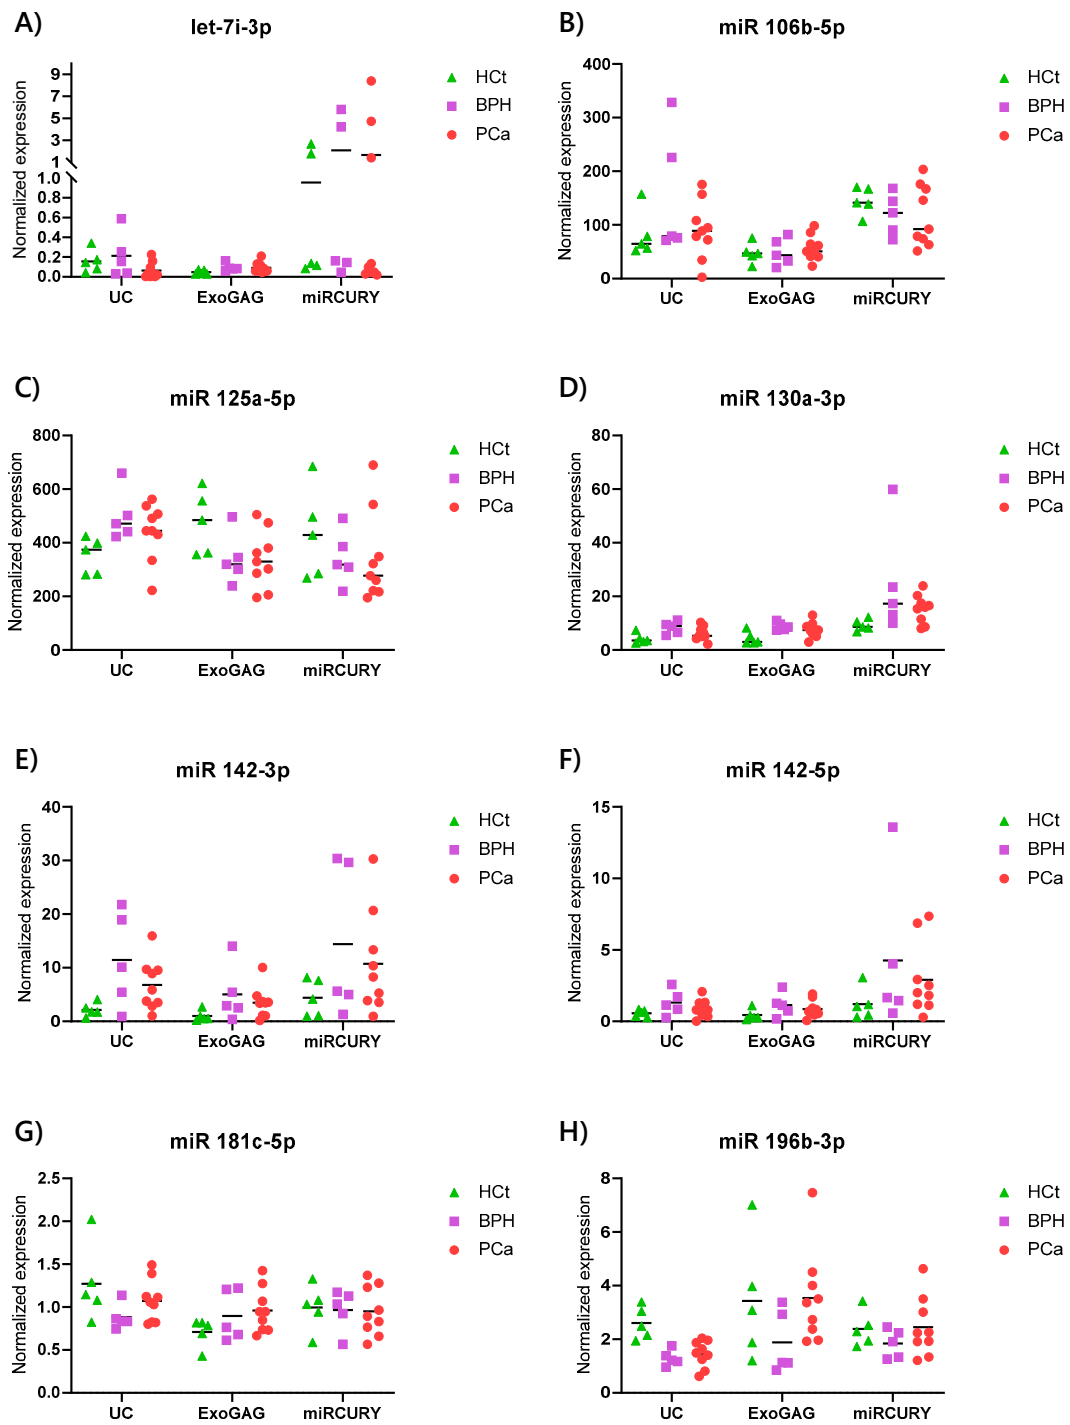 A)
let-7i-3p
Normalized expression
9
7
5
3
1
1.0
0.8
0.6
0.4
0.2
0.0
UC
ExoGAG
miRCURY
HCt
BPH
PCa
B)
miR 106b-5p
Normalized expression
400
300
200
100
0
UC
ExoGAG
miRCURY
HCt
BPH
PCa
C)
miR 125a-5p
Normalized expression
800
600
400
200
0
UC
ExoGAG
miRCURY
HCt
BPH
PCa
D)
miR 130a-3p
Normalized expression
80
60
40
20
0
UC
ExoGAG
miRCURY
HCt
BPH
PCa
E)
miR 142-3p
Normalized expression
40
30
20
10
0
UC
ExoGAG
miRCURY
HCt
BPH
PCa
F)
miR 142-5p
Normalized expression
15
10
5
0
UC
ExoGAG
miRCURY
HCt
BPH
PCa
G)
miR 181c-5p
Normalized expression
2.5
2.0
1.5
1.0
0.5
0.0
UC
ExoGAG
miRCURY
HCt
BPH
PCa
H)
miR 196b-3p
Normalized expression
8
6
4
2
0
UC
ExoGAG
miRCURY
HCt
BPH
PCa